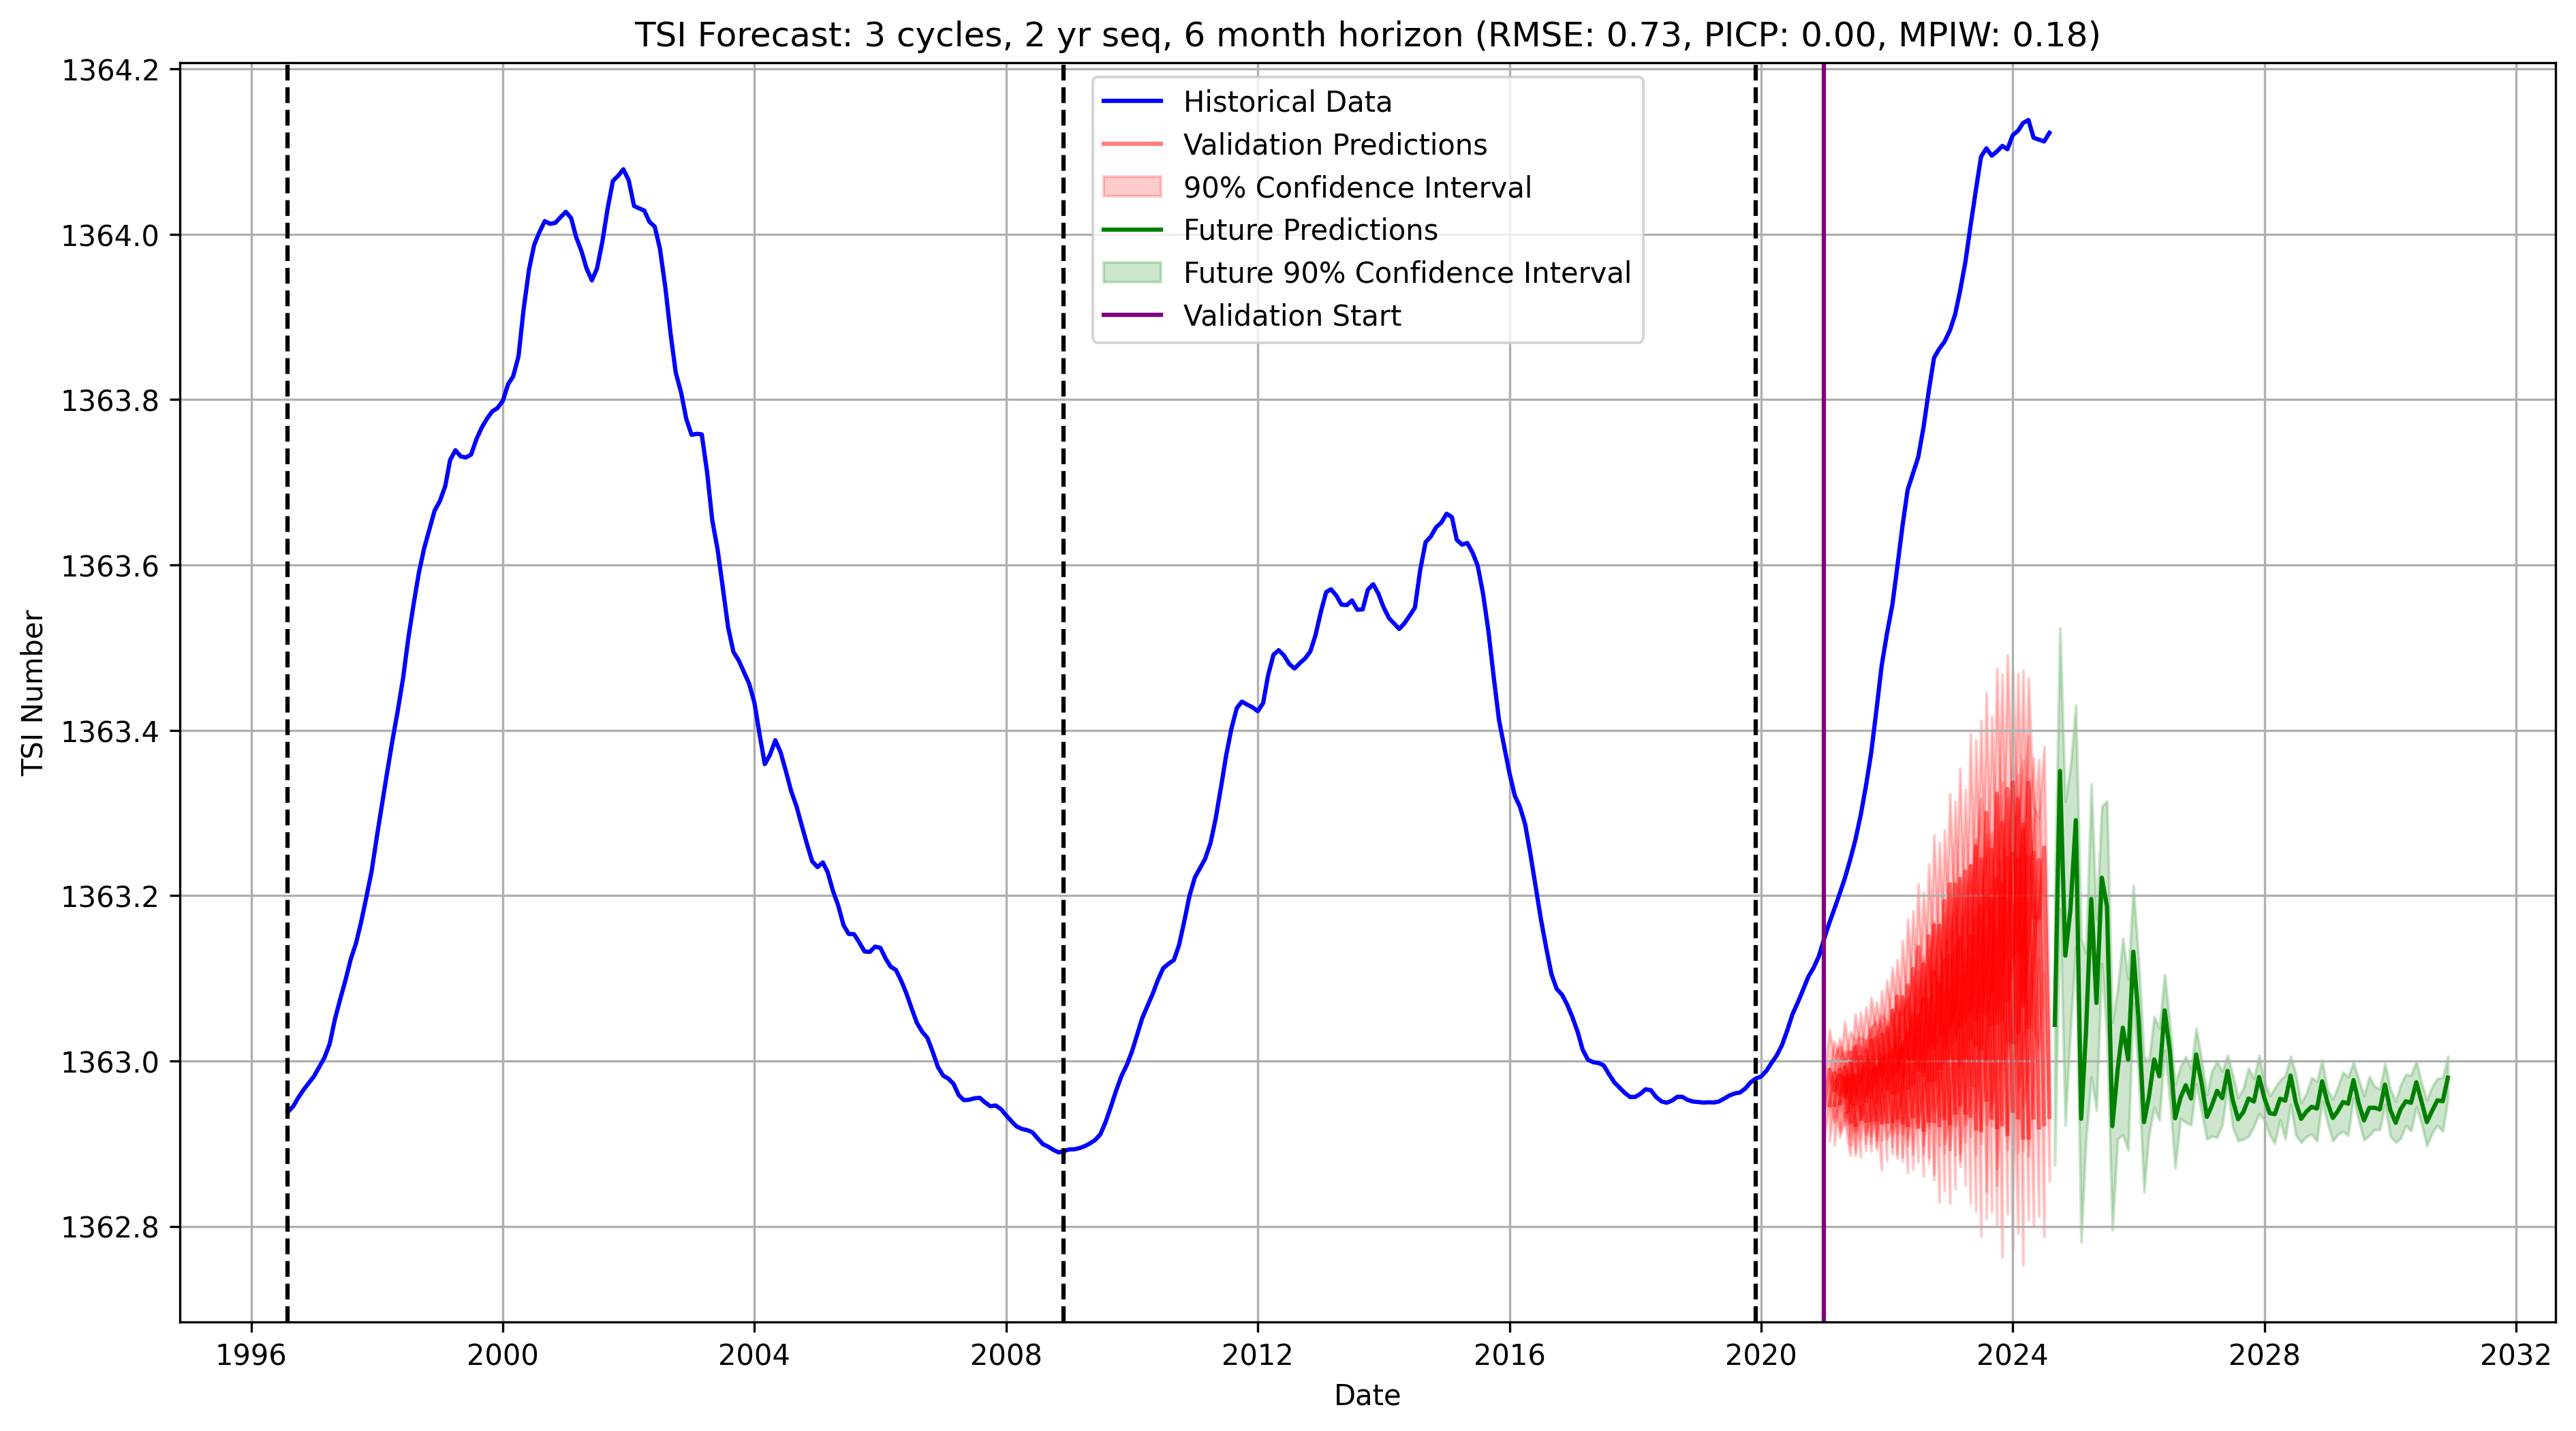 TSI Forecast: 3 cycles, 2 yr seq, 6 month horizon (RMSE: 0.73, PICP: 0.00, MPIW: 0.18)
1364.2
1364.0
1363.8
1363.6
1363.4
1363.2
1363.0
1362.8
TSI Number
Historical Data
Validation Predictions
90% Confidence Interval
Future Predictions
Future 90% Confidence Interval
Validation Start
1996
2000
2004
2008
2012
2016
2020
2024
2028
2032
Date